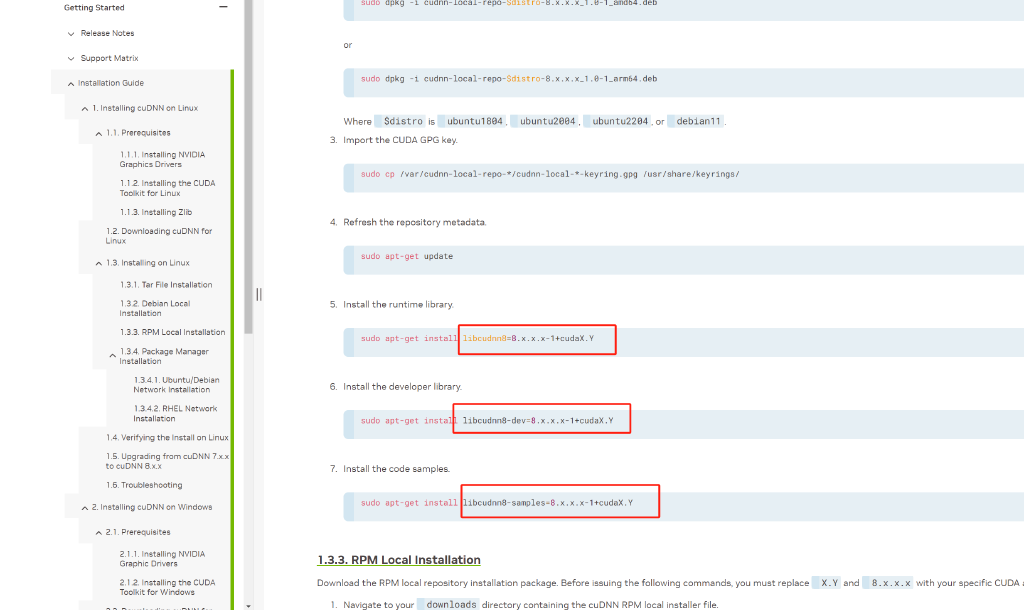 Getting Started
Release Notes
Support Matrix
Installation Guide
1. Installing cuDNN on Linux
1.1. Prerequisites
1.1.1. Installing NVIDIA
Graphics Drivers
1.1.2. Installing the CUDA
Toolkit for Linux
1.1.3. Installing Zlib
1.2. Downloading cuDNN for
Linux
1.3. Installing on Linux
1.3.1. Tar File Installation
1.3.2. Debian Local
Installation
1.3.3. RPM Local Installation
1.3.4. Package Manager
Installation
1.3.4.1. Ubuntu/Debian
Network Installation
1.3.4.2. RHEL Network
Installation
1.4. Verifying the Install on Linux
1.5. Upgrading from cuDNN 7.x.x
to cuDNN 8.x.x
1.6. Troubleshooting
2. Installing cuDNN on Windows
2.1. Prerequisites
2.1.1. Installing NVIDIA
Graphic Drivers
2.1.2. Installing the CUDA
Toolkit for Windows
2.2. Downloading cuDNN for
sudo dpkg -i cudnn-local-repo-$distro-8.x.x.x_1.0-1_amd64.deb
or
sudo dpkg -i cudnn-local-repo-$distro-8.x.x.x_1.0-1_arm64.deb
Where $distro is ubuntu1804, ubuntu2004, ubuntu2204, or debian11.
3. Import the CUDA GPG key.
sudo cp /var/cudnn-local-repo-*/cudnn-local-*-keyring.gpg /usr/share/keyrings/
4. Refresh the repository metadata.
sudo apt-get update
5. Install the runtime library.
sudo apt-get install libcudnn8=8.x.x.x-1+cudaX.Y
6. Install the developer library.
sudo apt-get install libcudnn8-dev=8.x.x.x-1+cudaX.Y
7. Install the code samples.
sudo apt-get install libcudnn8-samples=8.x.x.x-1+cudaX.Y
1.3.3. RPM Local Installation
Download the RPM local repository installation package. Before issuing the following commands, you must replace X.Y and 8.x.x.x with your specific CUDA
1. Navigate to your downloads directory containing the cuDNN RPM local installer file.